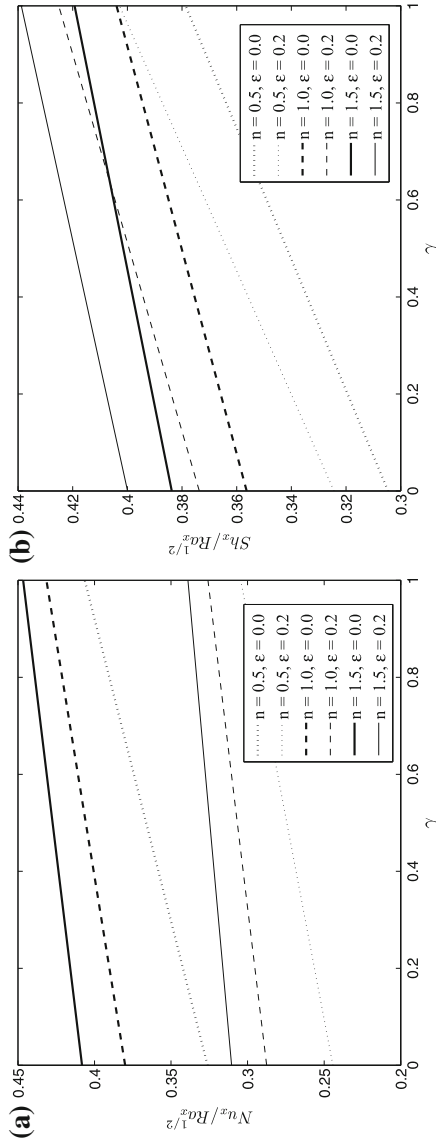 (a)
0.45
0.4
0.35
0.3
0.25
0.2
Nu_x/Ra_x^{1/2}
0
0.2
0.4
0.6
0.8
1
γ
n = 0.5, ε = 0.0
n = 0.5, ε = 0.2
n = 1.0, ε = 0.0
n = 1.0, ε = 0.2
n = 1.5, ε = 0.0
n = 1.5, ε = 0.2
(b)
0.44
0.42
0.4
0.38
0.36
0.34
0.32
0.3
Sh_x/Ra_x^{1/2}
0
0.2
0.4
0.6
0.8
1
γ
n = 0.5, ε = 0.0
n = 0.5, ε = 0.2
n = 1.0, ε = 0.0
n = 1.0, ε = 0.2
n = 1.5, ε = 0.0
n = 1.5, ε = 0.2